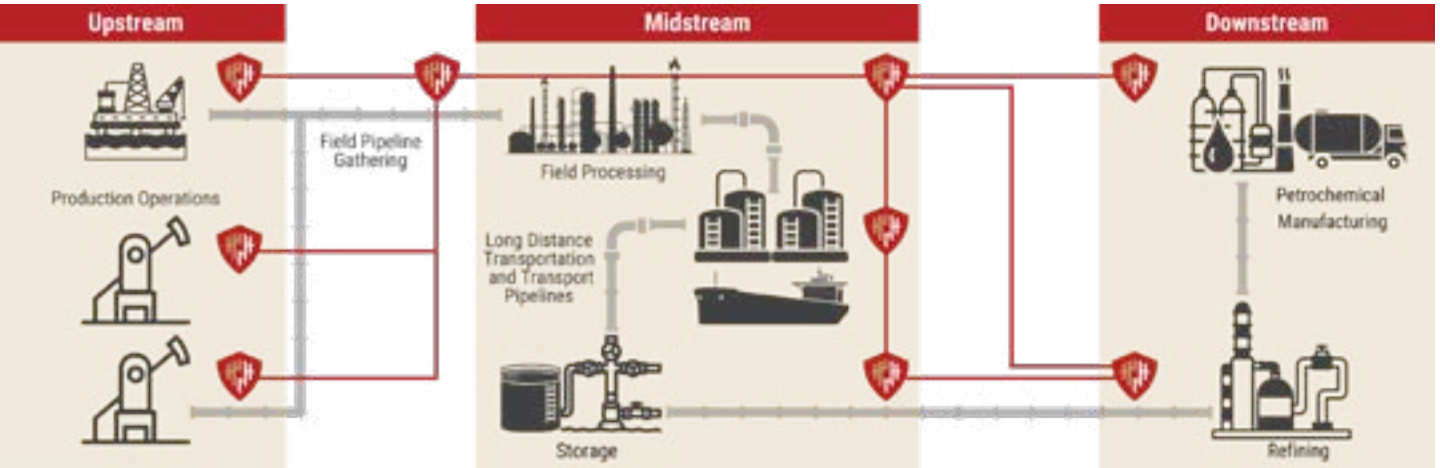 Upstream
Midstream
Downstream
Field Pipeline
Gathering
Field Processing
Production Operations
Petrochemical
Manufacturing
Long Distance
Transportation
and Transport
Pipelines
Storage
Refining